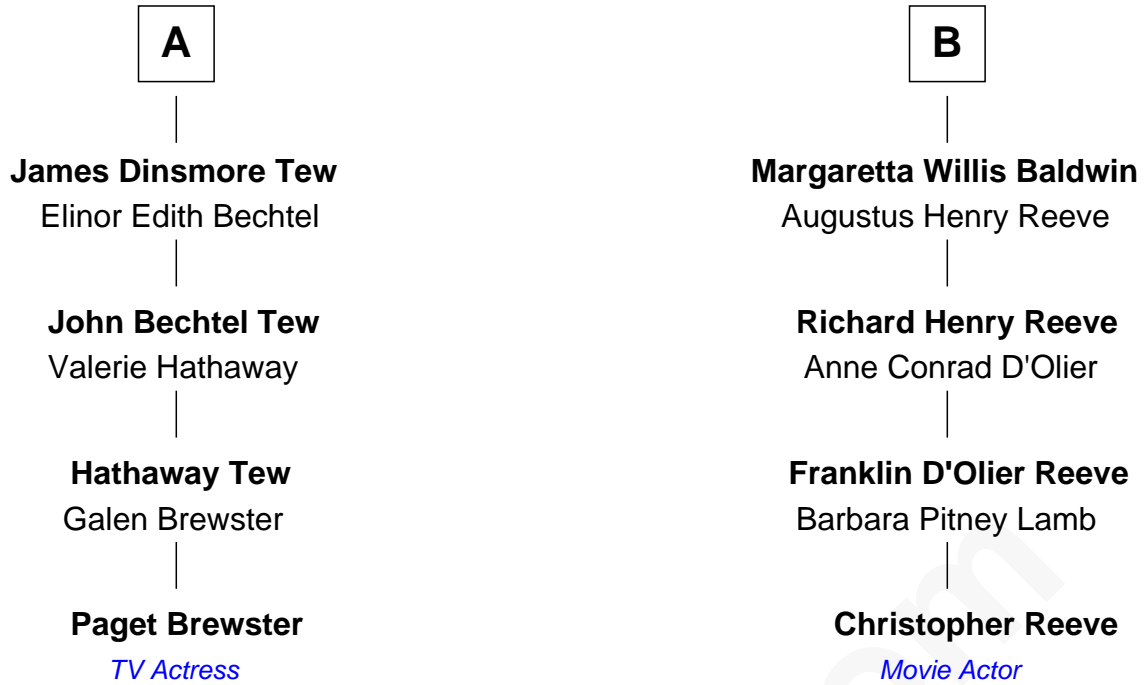 A
James Dinsmore Tew
Elinor Edith Bechtel
John Bechtel Tew
Valerie Hathaway
Hathaway Tew
Galen Brewster
Paget Brewster
TV Actress
B
Margaretta Willis Baldwin
Augustus Henry Reeve
Richard Henry Reeve
Anne Conrad D'Olier
Franklin D'Olier Reeve
Barbara Pitney Lamb
Christopher Reeve
Movie Actor